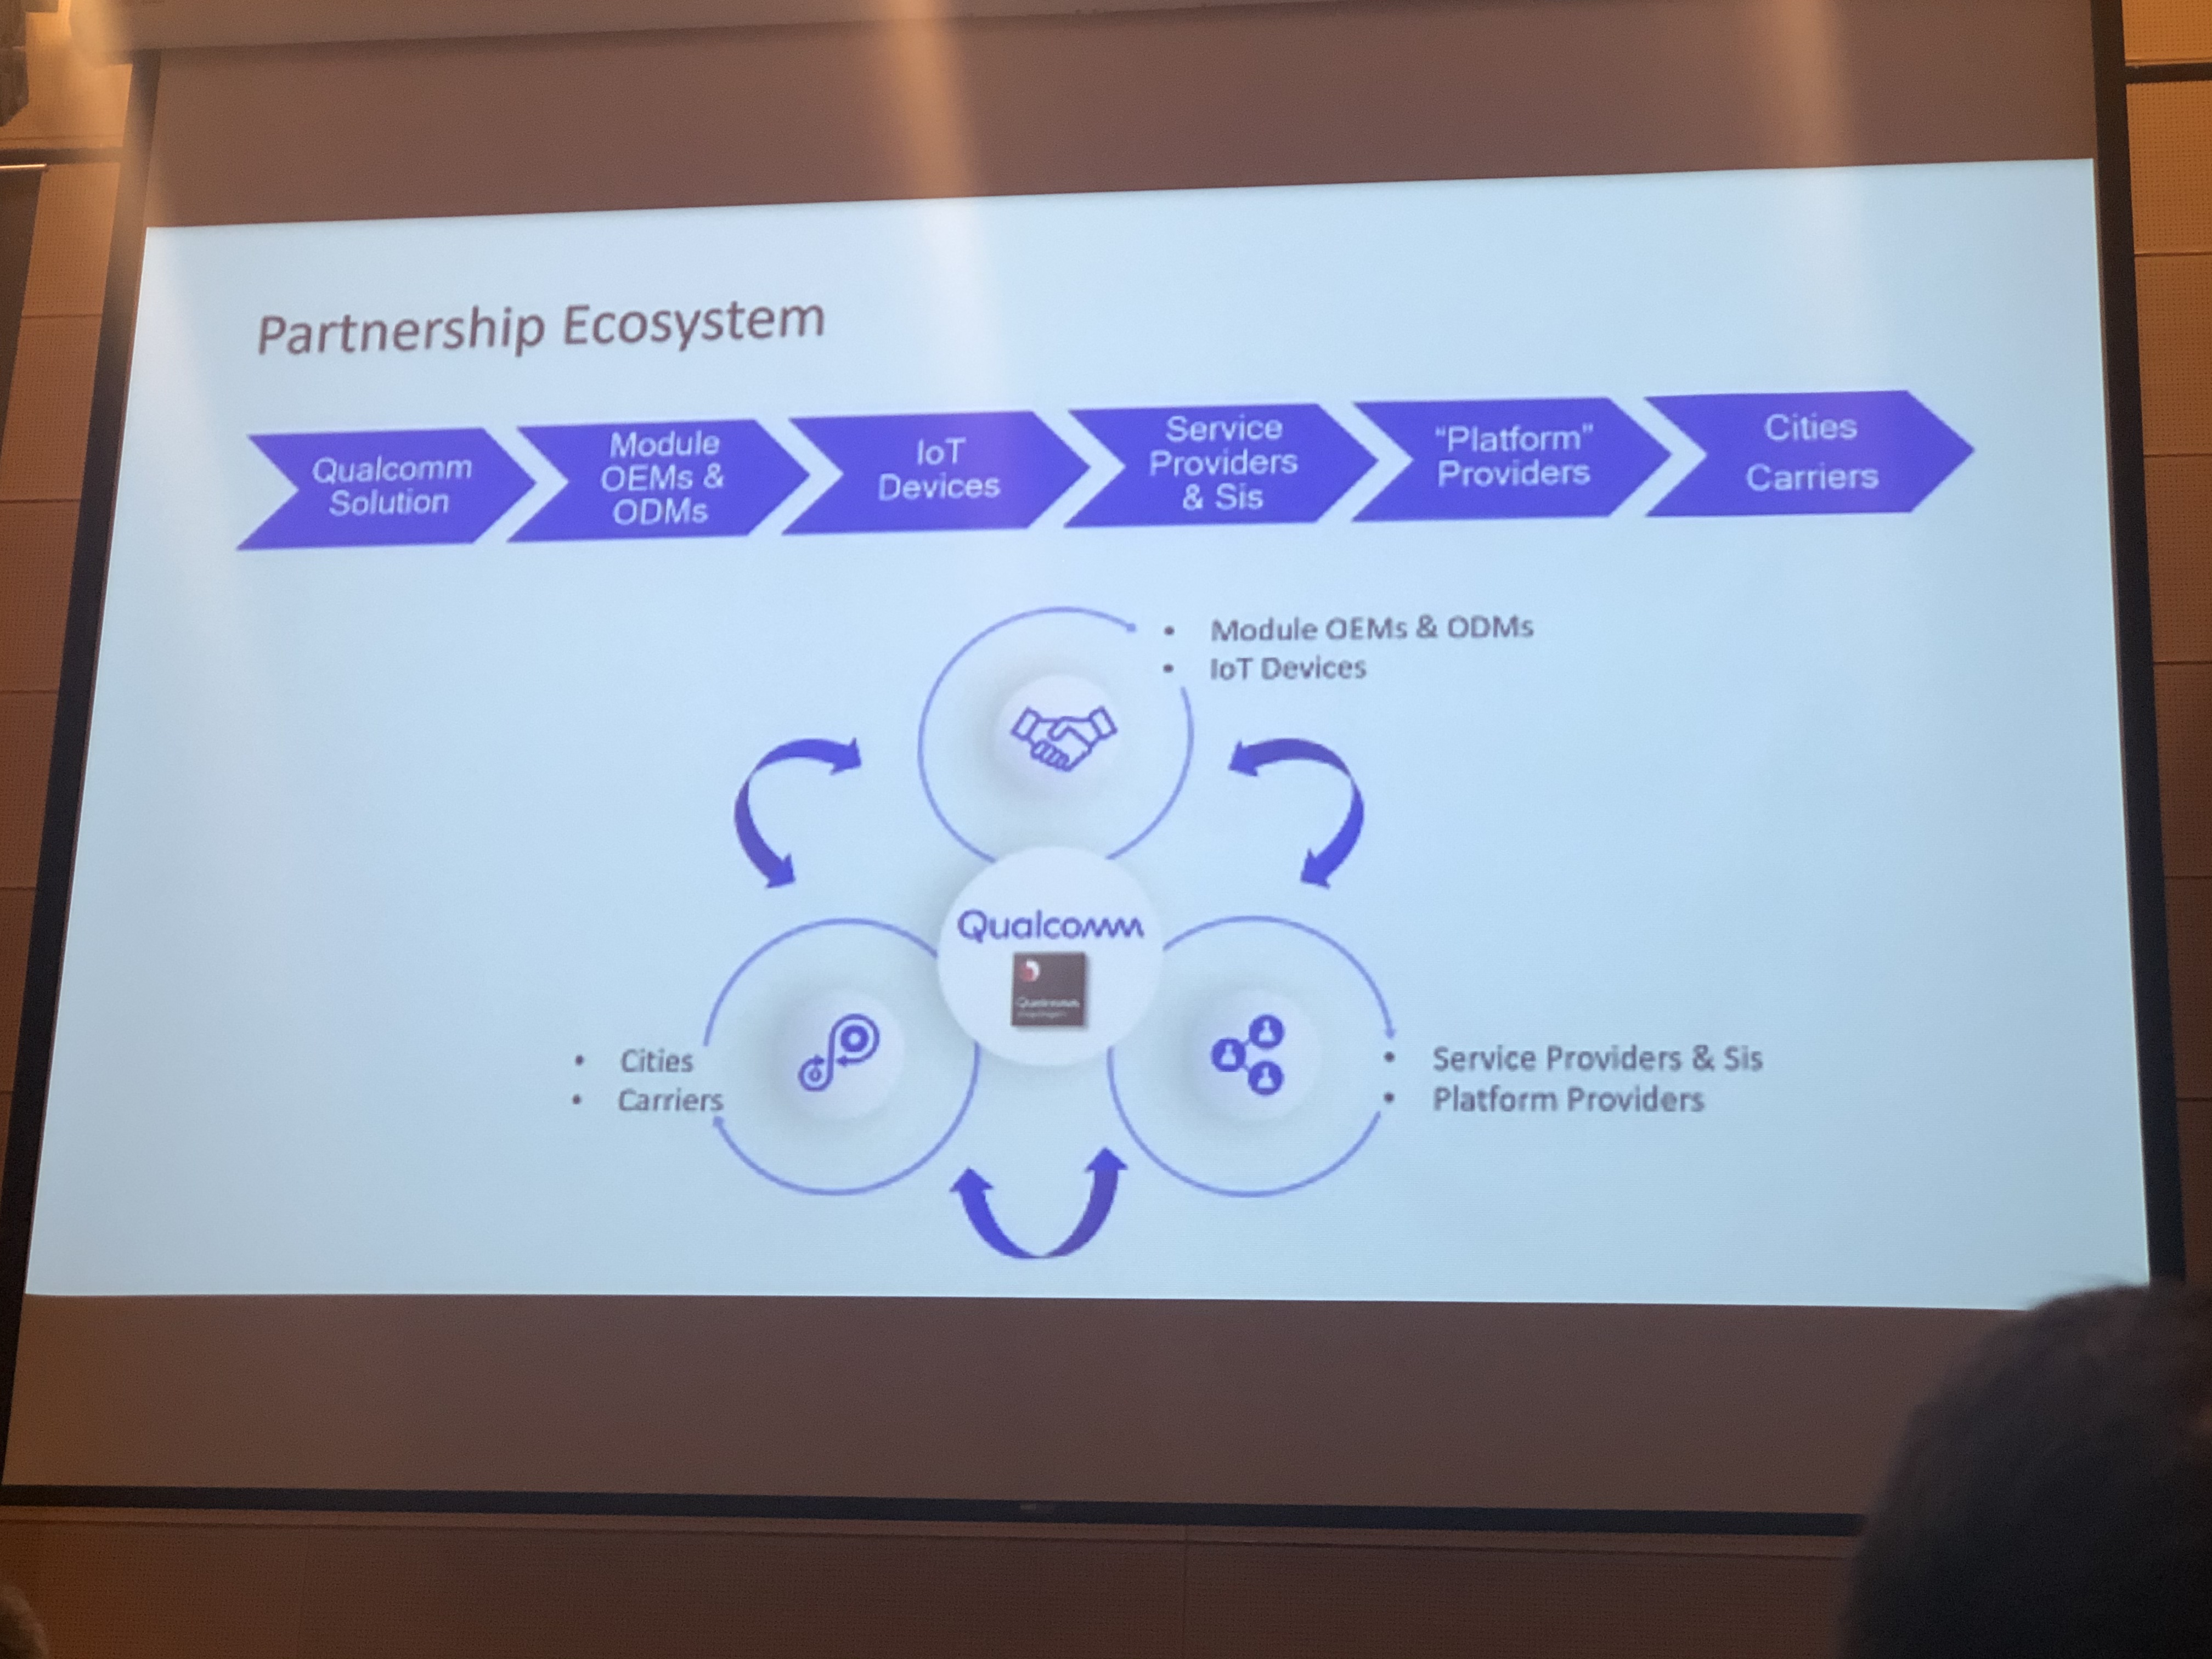 Partnership Ecosystem
Qualcomm
Solution
Module
OEMs &
ODMs
IoT
Devices
Service
Providers
& Sis
“Platform”
Providers
Cities
Carriers
• Module OEMs & ODMs
• IoT Devices
Qualcomm
Qualcomm
• Cities
• Carriers
• Service Providers & Sis
• Platform Providers